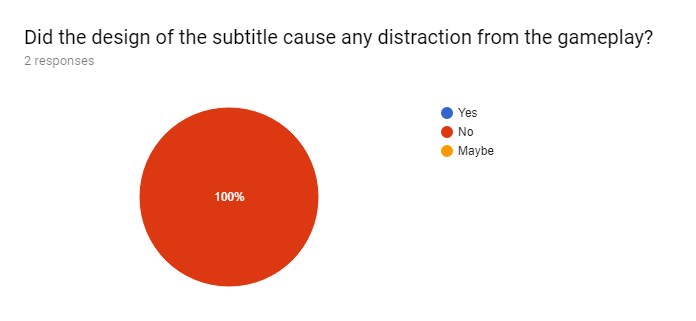 Did the design of the subtitle cause any distraction from the gameplay?
2 responses
Yes
No
Maybe
100%